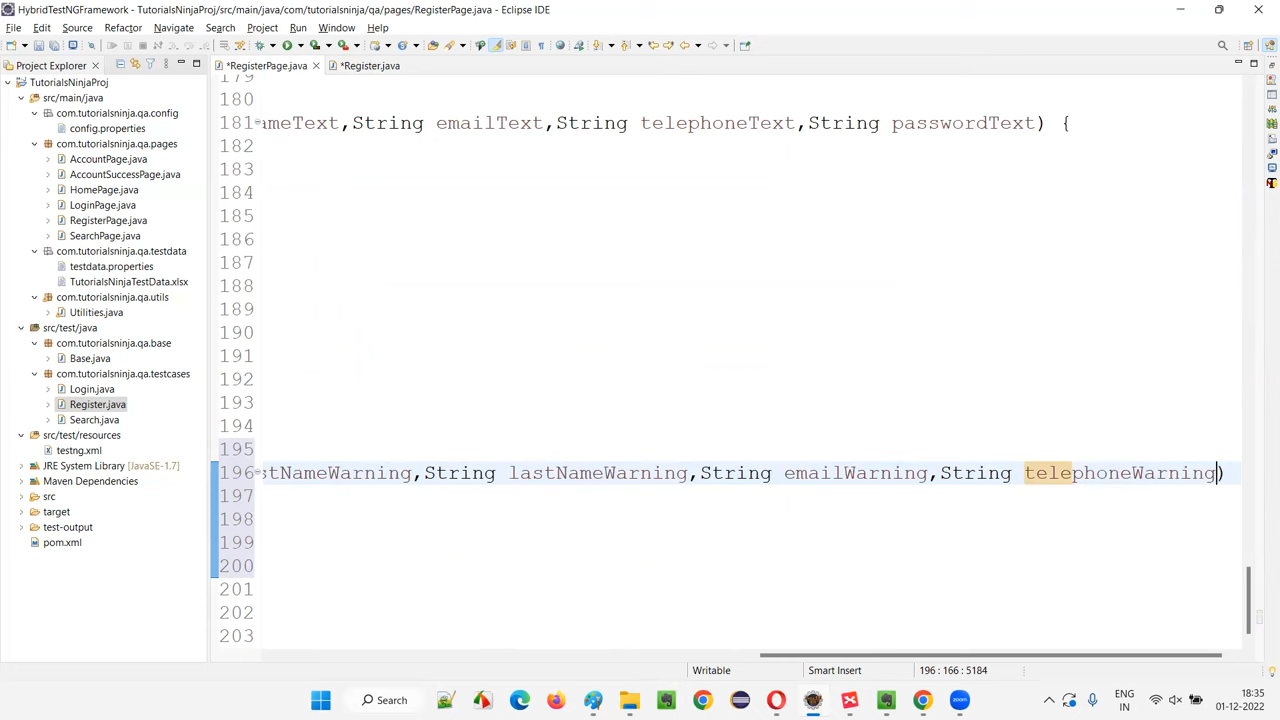 HybridTestNGFramework - TutorialsNinjaProj/src/main/java/com/tutorialsninja/qa/pages/RegisterPage.java - Eclipse IDE
File Edit Source Refactor Navigate Search Project Run Window Help
Project Explorer
*RegisterPage.java
*Register.java
TutorialsNinjaProj
src/main/java
com.tutorialsninja.qa.config
config.properties
com.tutorialsninja.qa.pages
AccountPage.java
AccountSuccessPage.java
HomePage.java
LoginPage.java
RegisterPage.java
SearchPage.java
com.tutorialsninja.qa.testdata
testdata.properties
TutorialsNinjaTestData.xlsx
com.tutorialsninja.qa.utils
Utilities.java
src/test/java
com.tutorialsninja.qa.base
Base.java
com.tutorialsninja.qa.testcases
Login.java
Register.java
Search.java
src/test/resources
testng.xml
JRE System Library [JavaSE-1.7]
Maven Dependencies
src
target
test-output
pom.xml
179
180
181 ameText,String emailText,String telephoneText,String passwordText) {
182
183
184
185
186
187
188
189
190
191
192
193
194
195
196 stNameWarning,String lastNameWarning,String emailWarning,String telephoneWarning)
197
198
199
200
201
202
203
Writable Smart Insert 196 : 166 : 5184
Search
ENG
IN
18:35
01-12-2022